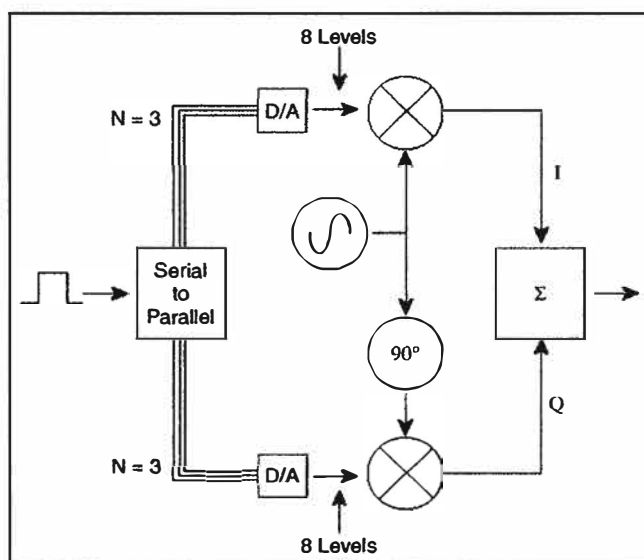 8 Levels
N = 3
D/A
I
Serial
to
Parallel
Σ
90°
Q
N = 3
D/A
8 Levels